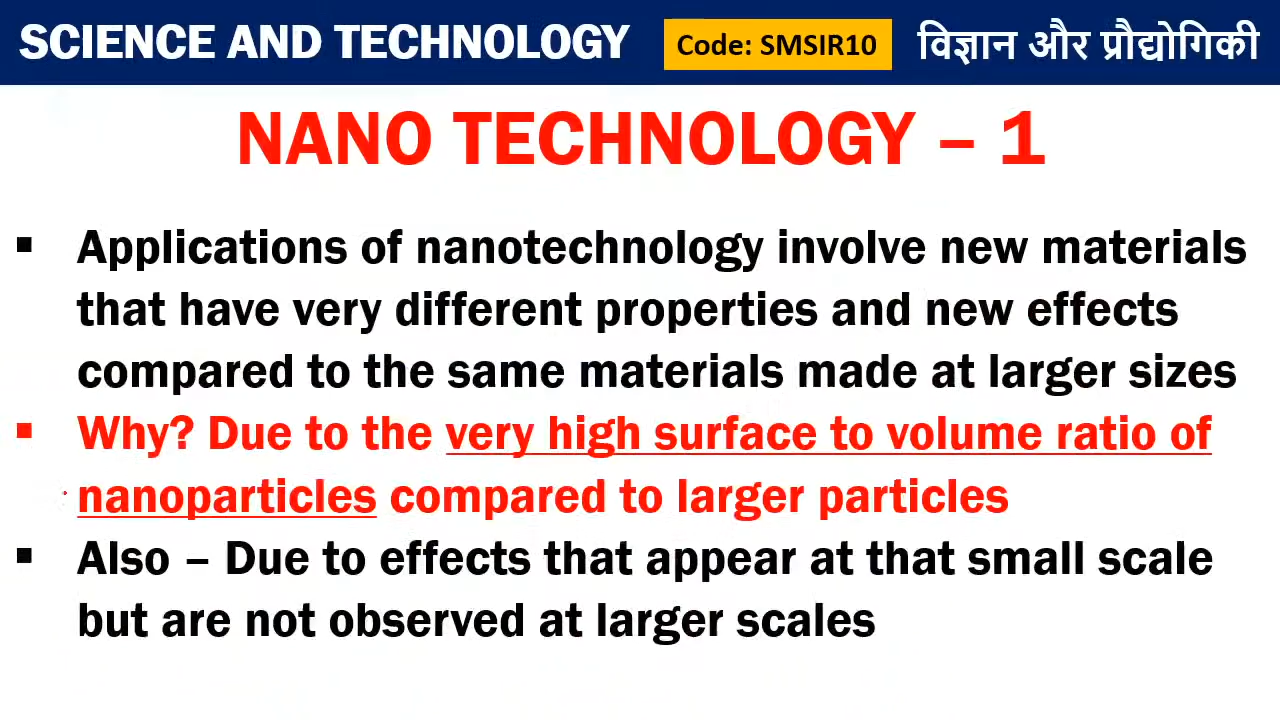 SCIENCE AND TECHNOLOGY
Code: SMSIR10
विज्ञान और प्रौद्योगिकी
NANO TECHNOLOGY – 1
▪ Applications of nanotechnology involve new materials
that have very different properties and new effects
compared to the same materials made at larger sizes
▪ Why? Due to the very high surface to volume ratio of
nanoparticles compared to larger particles
▪ Also – Due to effects that appear at that small scale
but are not observed at larger scales